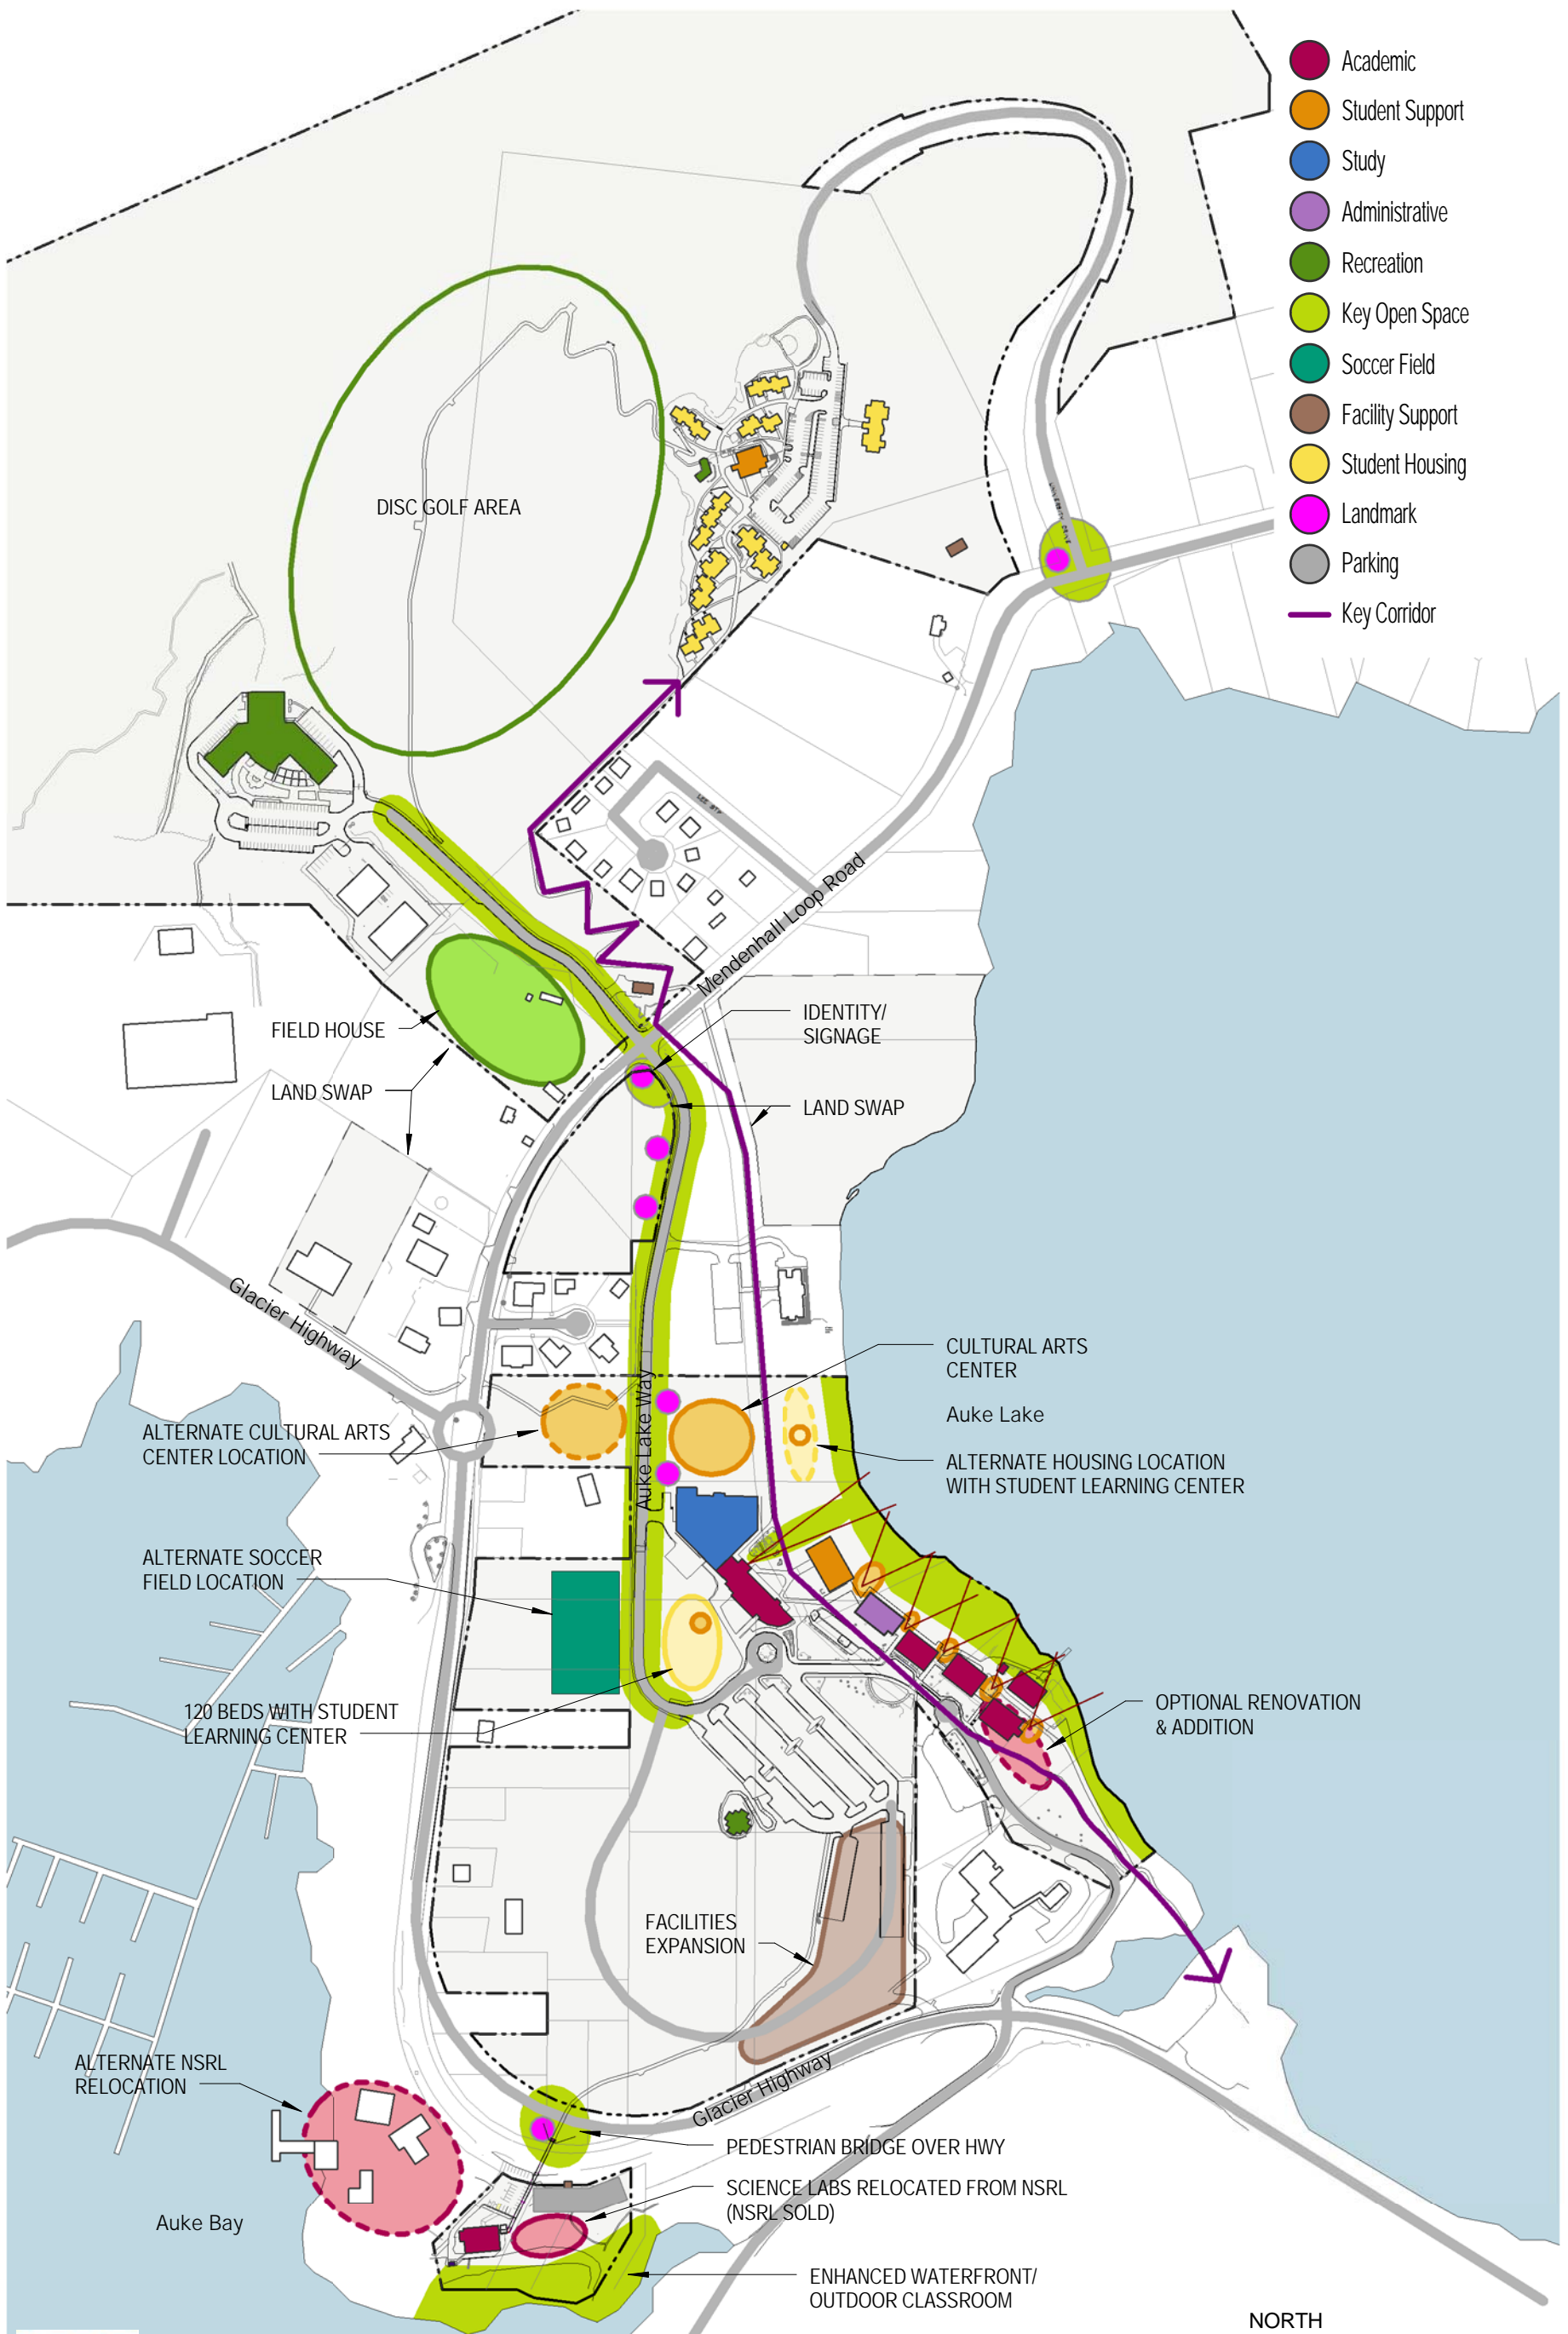 Academic
Student Support
Study
Administrative
Recreation
Key Open Space
Soccer Field
Facility Support
Student Housing
Landmark
Parking
Key Corridor
UNIVERSITY DRIVE
DISC GOLF AREA
Mendenhall Loop Road
IDENTITY/
SIGNAGE
FIELD HOUSE
LAND SWAP
LAND SWAP
Glacier Highway
Auke Lake Way
CULTURAL ARTS
CENTER
Auke Lake
ALTERNATE CULTURAL ARTS
CENTER LOCATION
ALTERNATE HOUSING LOCATION
WITH STUDENT LEARNING CENTER
ALTERNATE SOCCER
FIELD LOCATION
120 BEDS WITH STUDENT
LEARNING CENTER
OPTIONAL RENOVATION
& ADDITION
FACILITIES
EXPANSION
ALTERNATE NSRL
RELOCATION
Glacier Highway
PEDESTRIAN BRIDGE OVER HWY
SCIENCE LABS RELOCATED FROM NSRL
(NSRL SOLD)
Auke Bay
ENHANCED WATERFRONT/
OUTDOOR CLASSROOM
NORTH